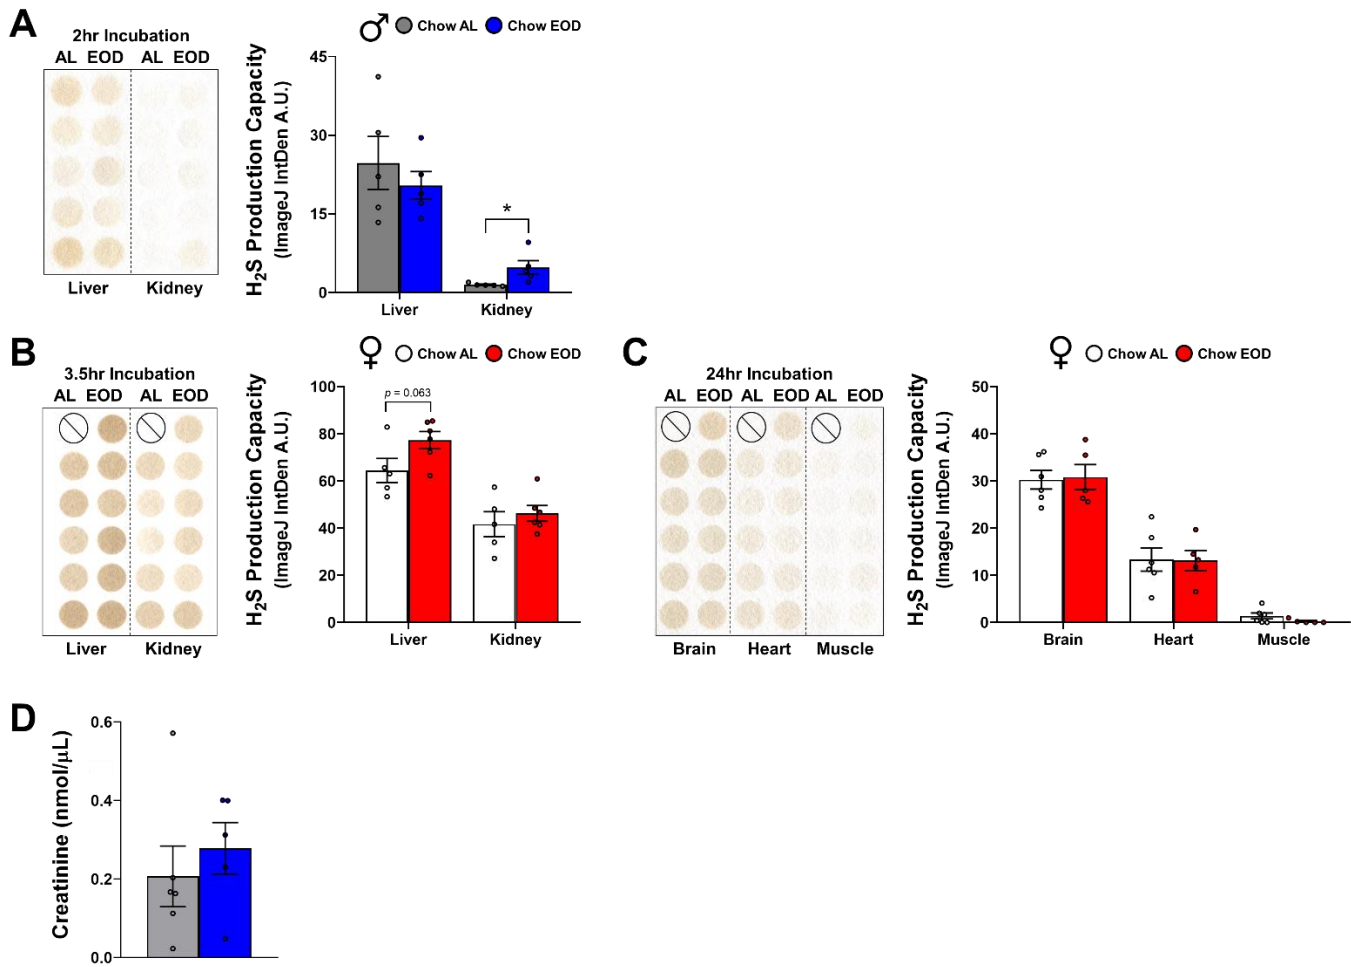 A
2hr Incubation
AL EOD AL EOD
Liver Kidney
♂ Chow AL Chow EOD
H₂S Production Capacity
(ImageJ IntDen A.U.)
45
30
15
0
*
Liver Kidney
B
3.5hr Incubation
AL EOD AL EOD
Liver Kidney
♀ Chow AL Chow EOD
H₂S Production Capacity
(ImageJ IntDen A.U.)
100
80
60
40
20
0
p = 0.063
Liver Kidney
C
24hr Incubation
AL EOD AL EOD AL EOD
Brain Heart Muscle
♀ Chow AL Chow EOD
H₂S Production Capacity
(ImageJ IntDen A.U.)
50
40
30
20
10
0
Brain Heart Muscle
D
Creatinine (nmol/μL)
0.6
0.4
0.2
0.0